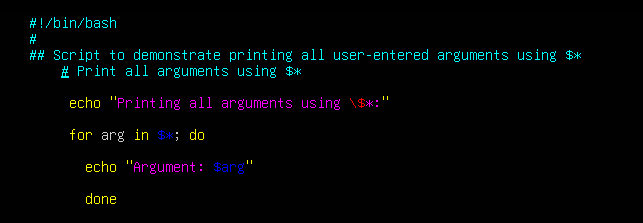 #!/bin/bash
#
## Script to demonstrate printing all user-entered arguments using $*
# Print all arguments using $*
echo "Printing all arguments using \$*:"
for arg in $*; do
echo "Argument: $arg"
done